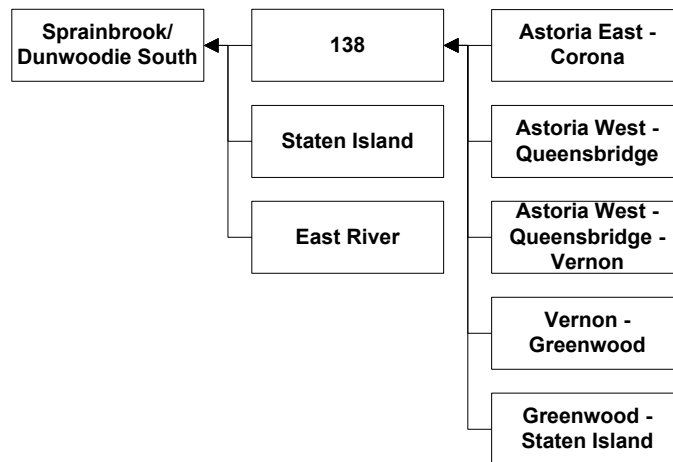 Sprainbrook/
Dunwoodie South
138
Staten Island
East River
Astoria East -
Corona
Astoria West -
Queensbridge
Astoria West -
Queensbridge -
Vernon
Vernon -
Greenwood
Greenwood -
Staten Island